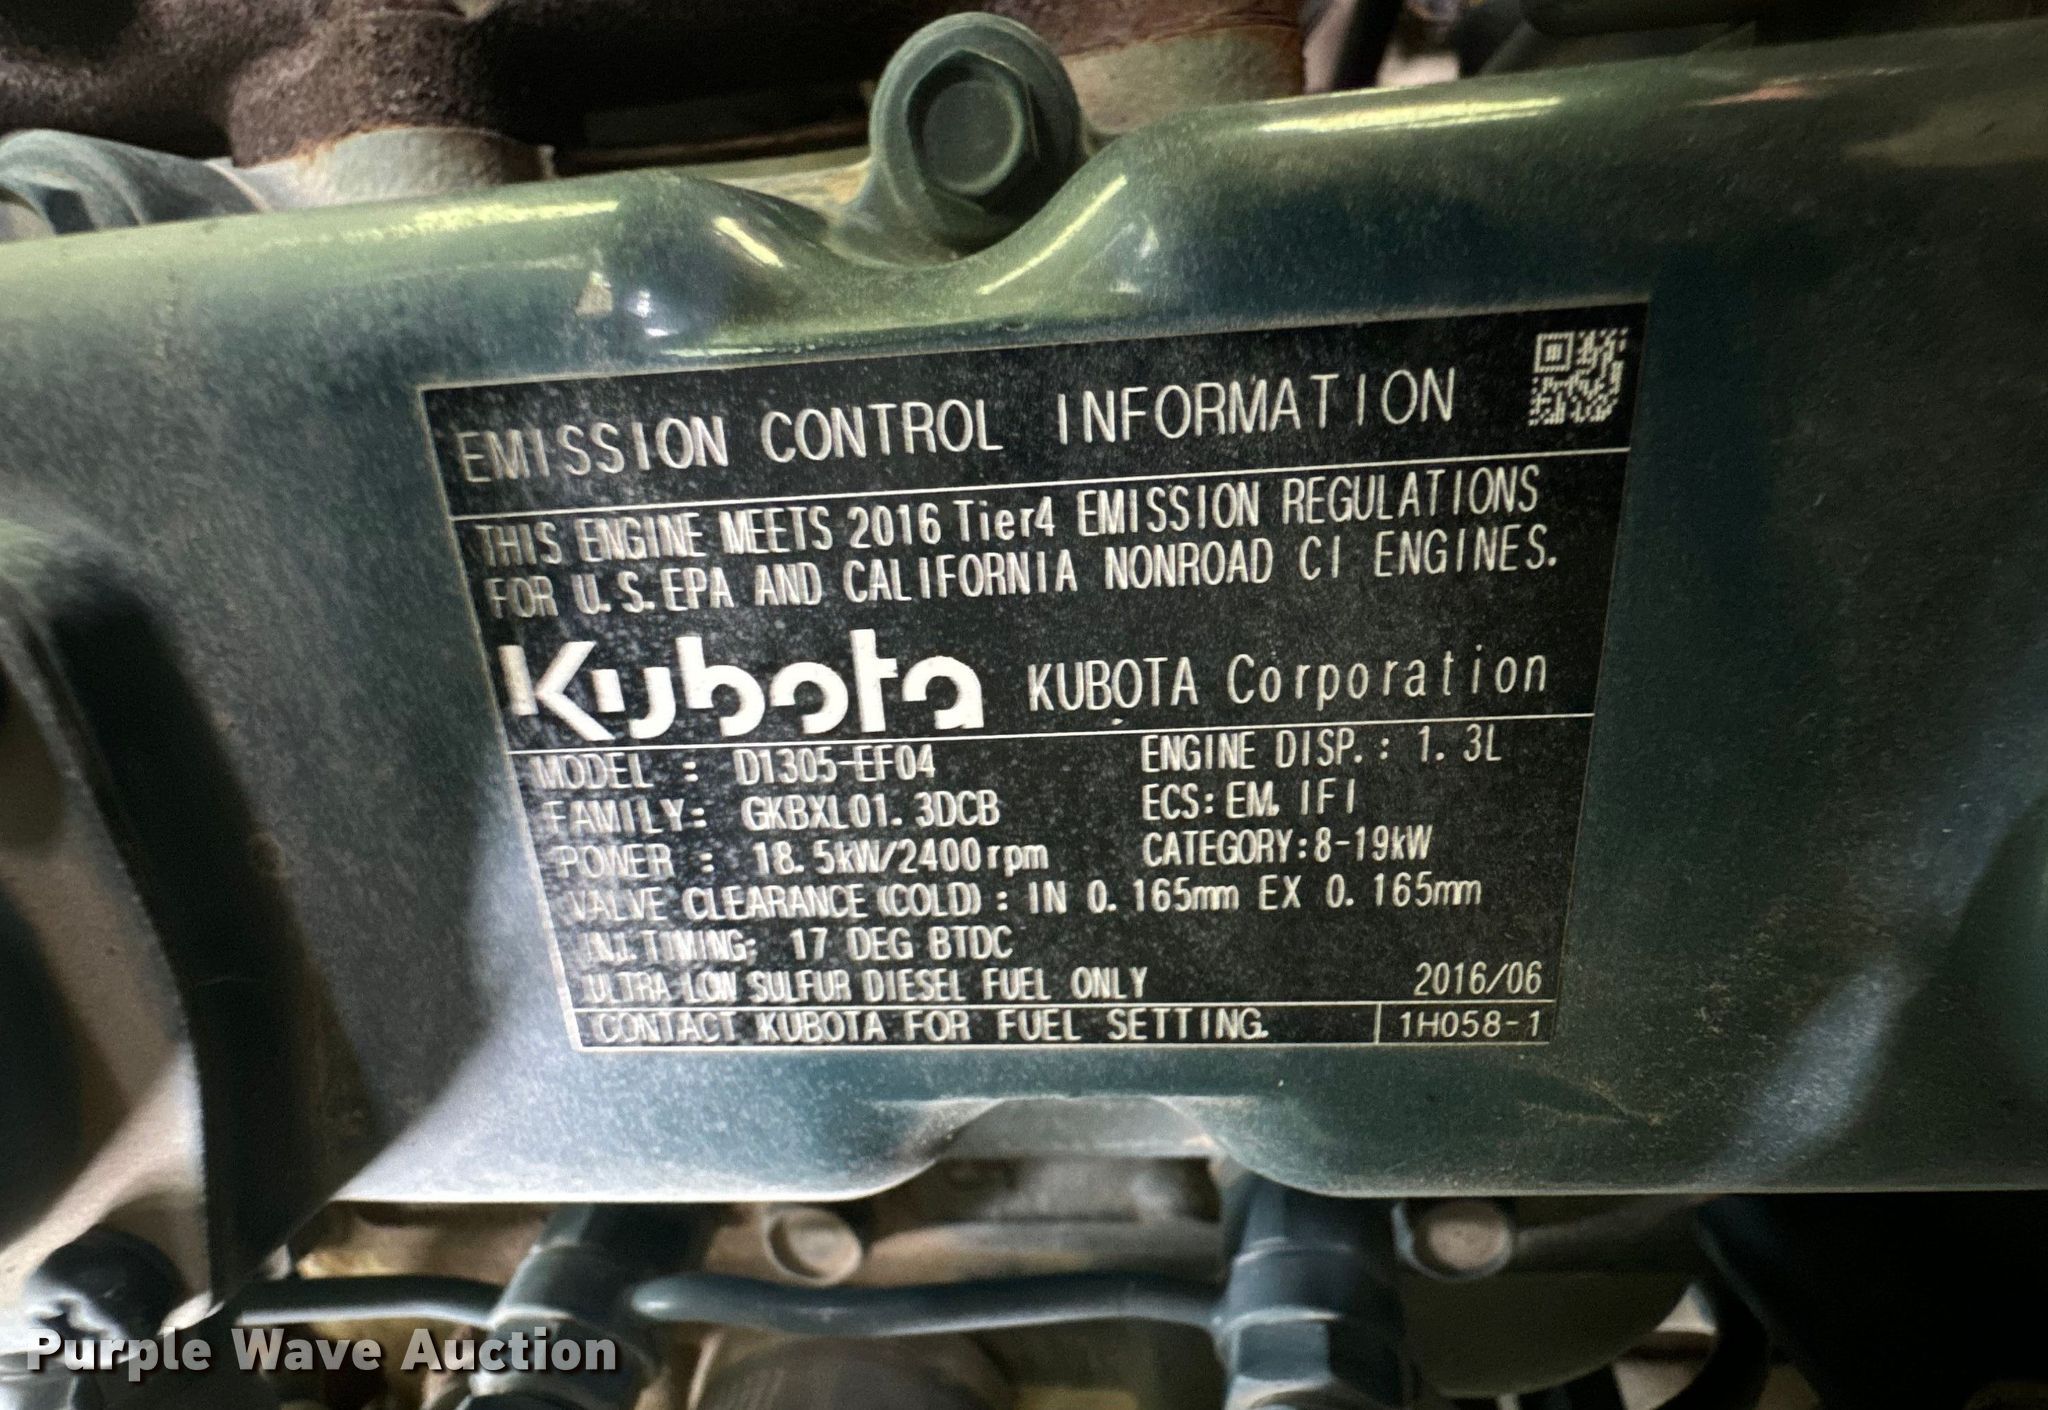 EMISSION CONTROL INFORMATION
THIS ENGINE MEETS 2016 Tier4 EMISSION REGULATIONS
FOR U.S.EPA AND CALIFORNIA NONROAD CI ENGINES.
Kubota KUBOTA Corporation
MODEL : D1305-EF04 ENGINE DISP.: 1.3L
FAMILY: GKBXL01.3DCB ECS: EM, IFI
POWER : 18.5kW/2400rpm CATEGORY:8-19kW
VALVE CLEARANCE (COLD) : IN 0.165mm EX 0.165mm
INJ.TIMING: 17 DEG BTDC
ULTRA LOW SULFUR DIESEL FUEL ONLY 2016/06
CONTACT KUBOTA FOR FUEL SETTING. 1H058-1
Purple Wave Auction